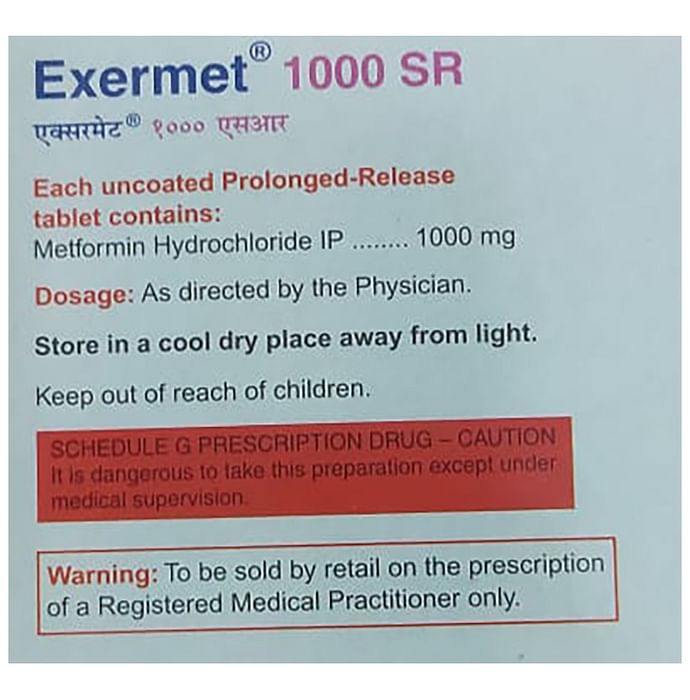 Exermet® 1000 SR
एक्सरमेट® १००० एसआर
Each uncoated Prolonged-Release
tablet contains:
Metformin Hydrochloride IP ........ 1000 mg
Dosage: As directed by the Physician.
Store in a cool dry place away from light.
Keep out of reach of children.
SCHEDULE G PRESCRIPTION DRUG – CAUTION
It is dangerous to take this preparation except under
medical supervision.
Warning: To be sold by retail on the prescription
of a Registered Medical Practitioner only.